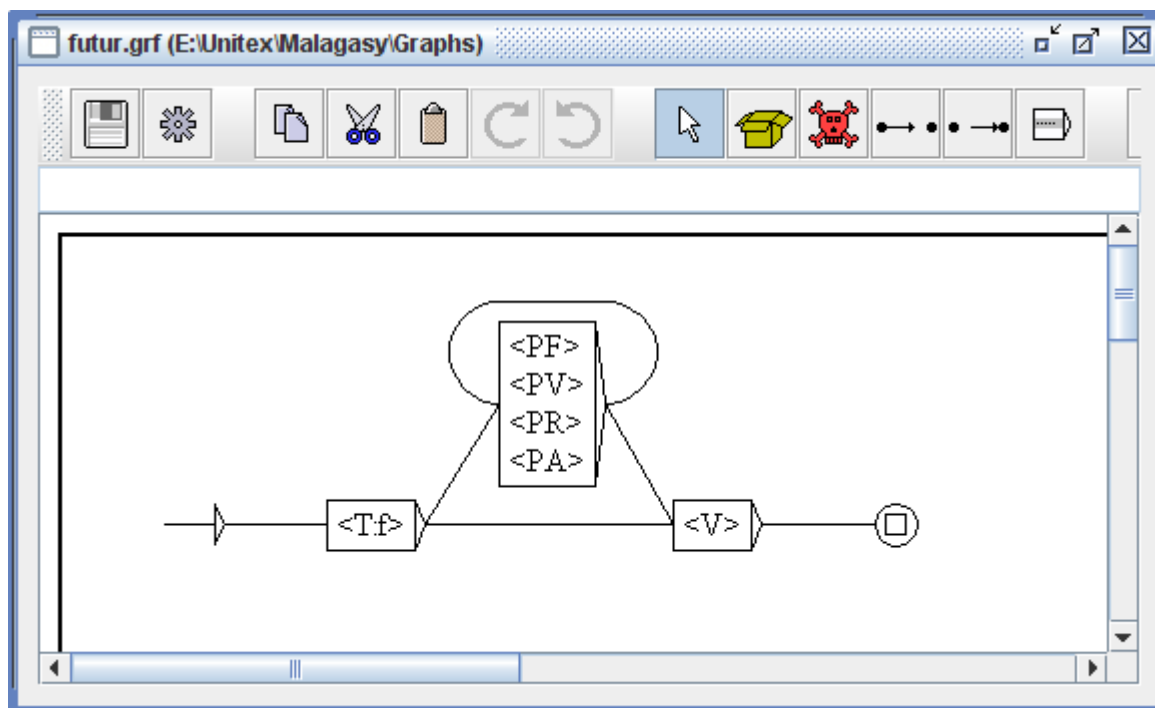 futur.grf (E:\Unitex\Malagasy\Graphs)
<PF>
<PV>
<PR>
<PA>
<T:f>
<V>